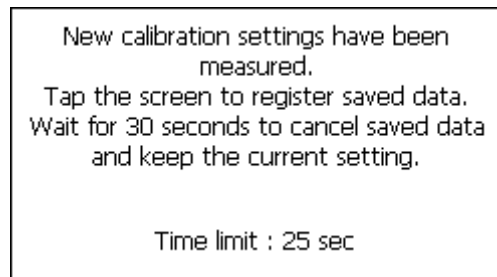 New calibration settings have been
measured.
Tap the screen to register saved data.
Wait for 30 seconds to cancel saved data
and keep the current setting.
Time limit : 25 sec